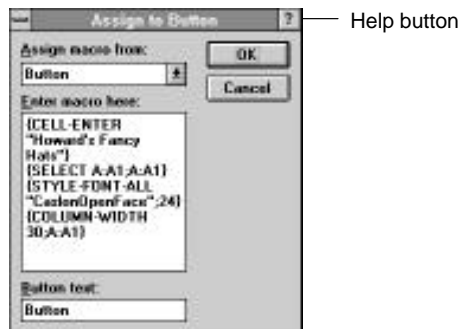 Assign to Button ?
Help button
Assign macro from:
OK
Button
Cancel
Enter macro here:
{CELL-ENTER
"Howard's Fancy
Hats"}
{SELECT A:A1;A:A1}
{STYLE-FONT-ALL
"CaslonOpenFace";24}
{COLUMN-WIDTH
30;A:A1}
Button text:
Button